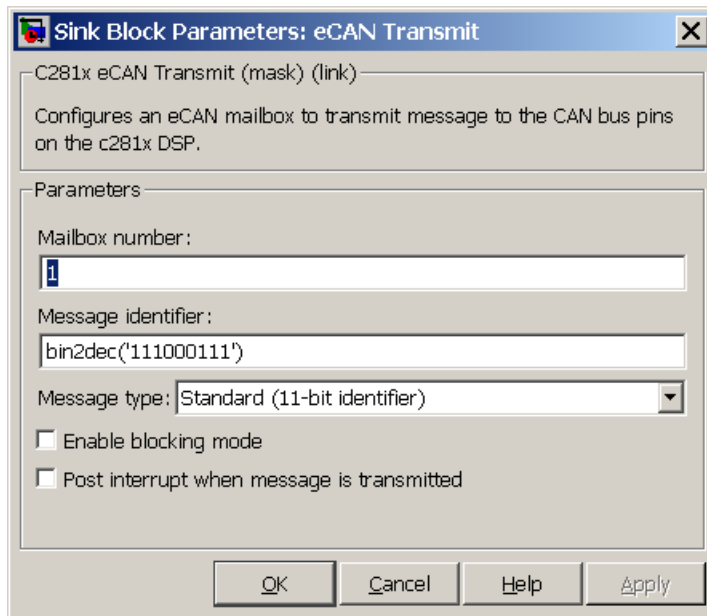 Sink Block Parameters: eCAN Transmit
C281x eCAN Transmit (mask) (link)
Configures an eCAN mailbox to transmit message to the CAN bus pins
on the c281x DSP.
Parameters
Mailbox number:
1
Message identifier:
bin2dec('111000111')
Message type: Standard (11-bit identifier)
Enable blocking mode
Post interrupt when message is transmitted
OK Cancel Help Apply